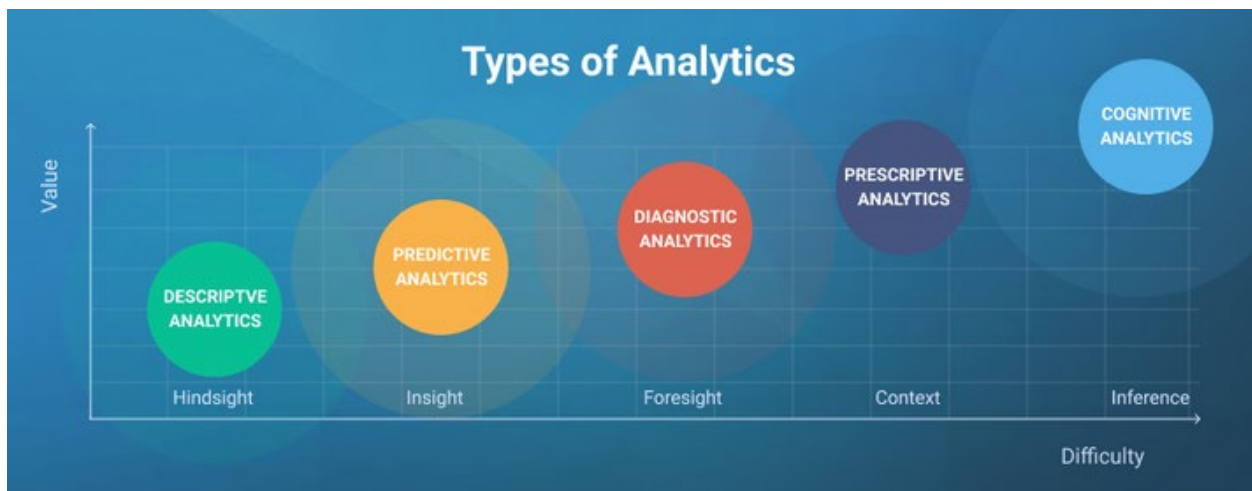 Types of Analytics
Value
DESCRIPTVE
ANALYTICS
PREDICTIVE
ANALYTICS
DIAGNOSTIC
ANALYTICS
PRESCRIPTIVE
ANALYTICS
COGNITIVE
ANALYTICS
Hindsight
Insight
Foresight
Context
Inference
Difficulty